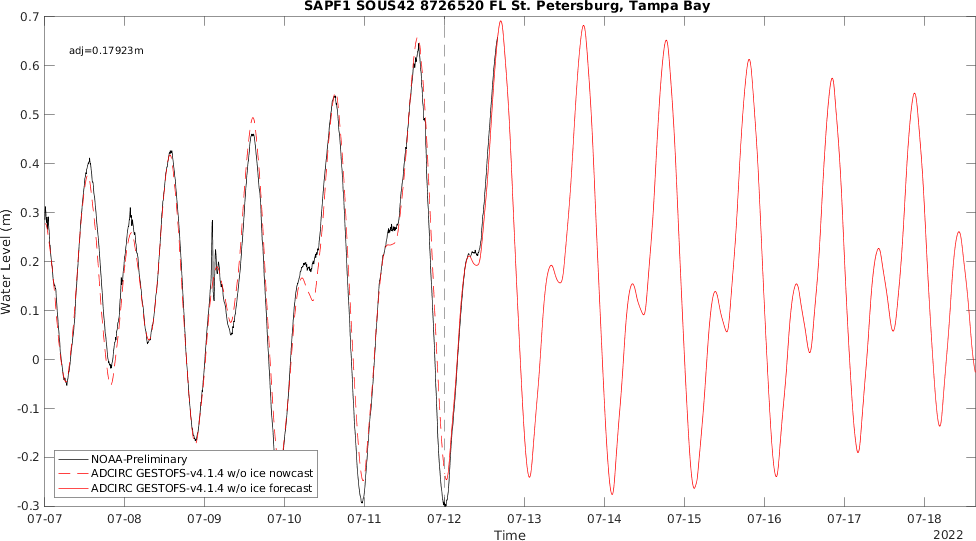 SAPF1 SOUS42 8726520 FL St. Petersburg, Tampa Bay
0.7
adj=0.17923m
0.6
0.5
0.4
0.3
0.2
0.1
0
-0.1
-0.2
-0.3
Water Level (m)
NOAA-Preliminary
ADCIRC GESTOFS-v4.1.4 w/o ice nowcast
ADCIRC GESTOFS-v4.1.4 w/o ice forecast
07-07 07-08 07-09 07-10 07-11 07-12 07-13 07-14 07-15 07-16 07-17 07-18
Time
2022